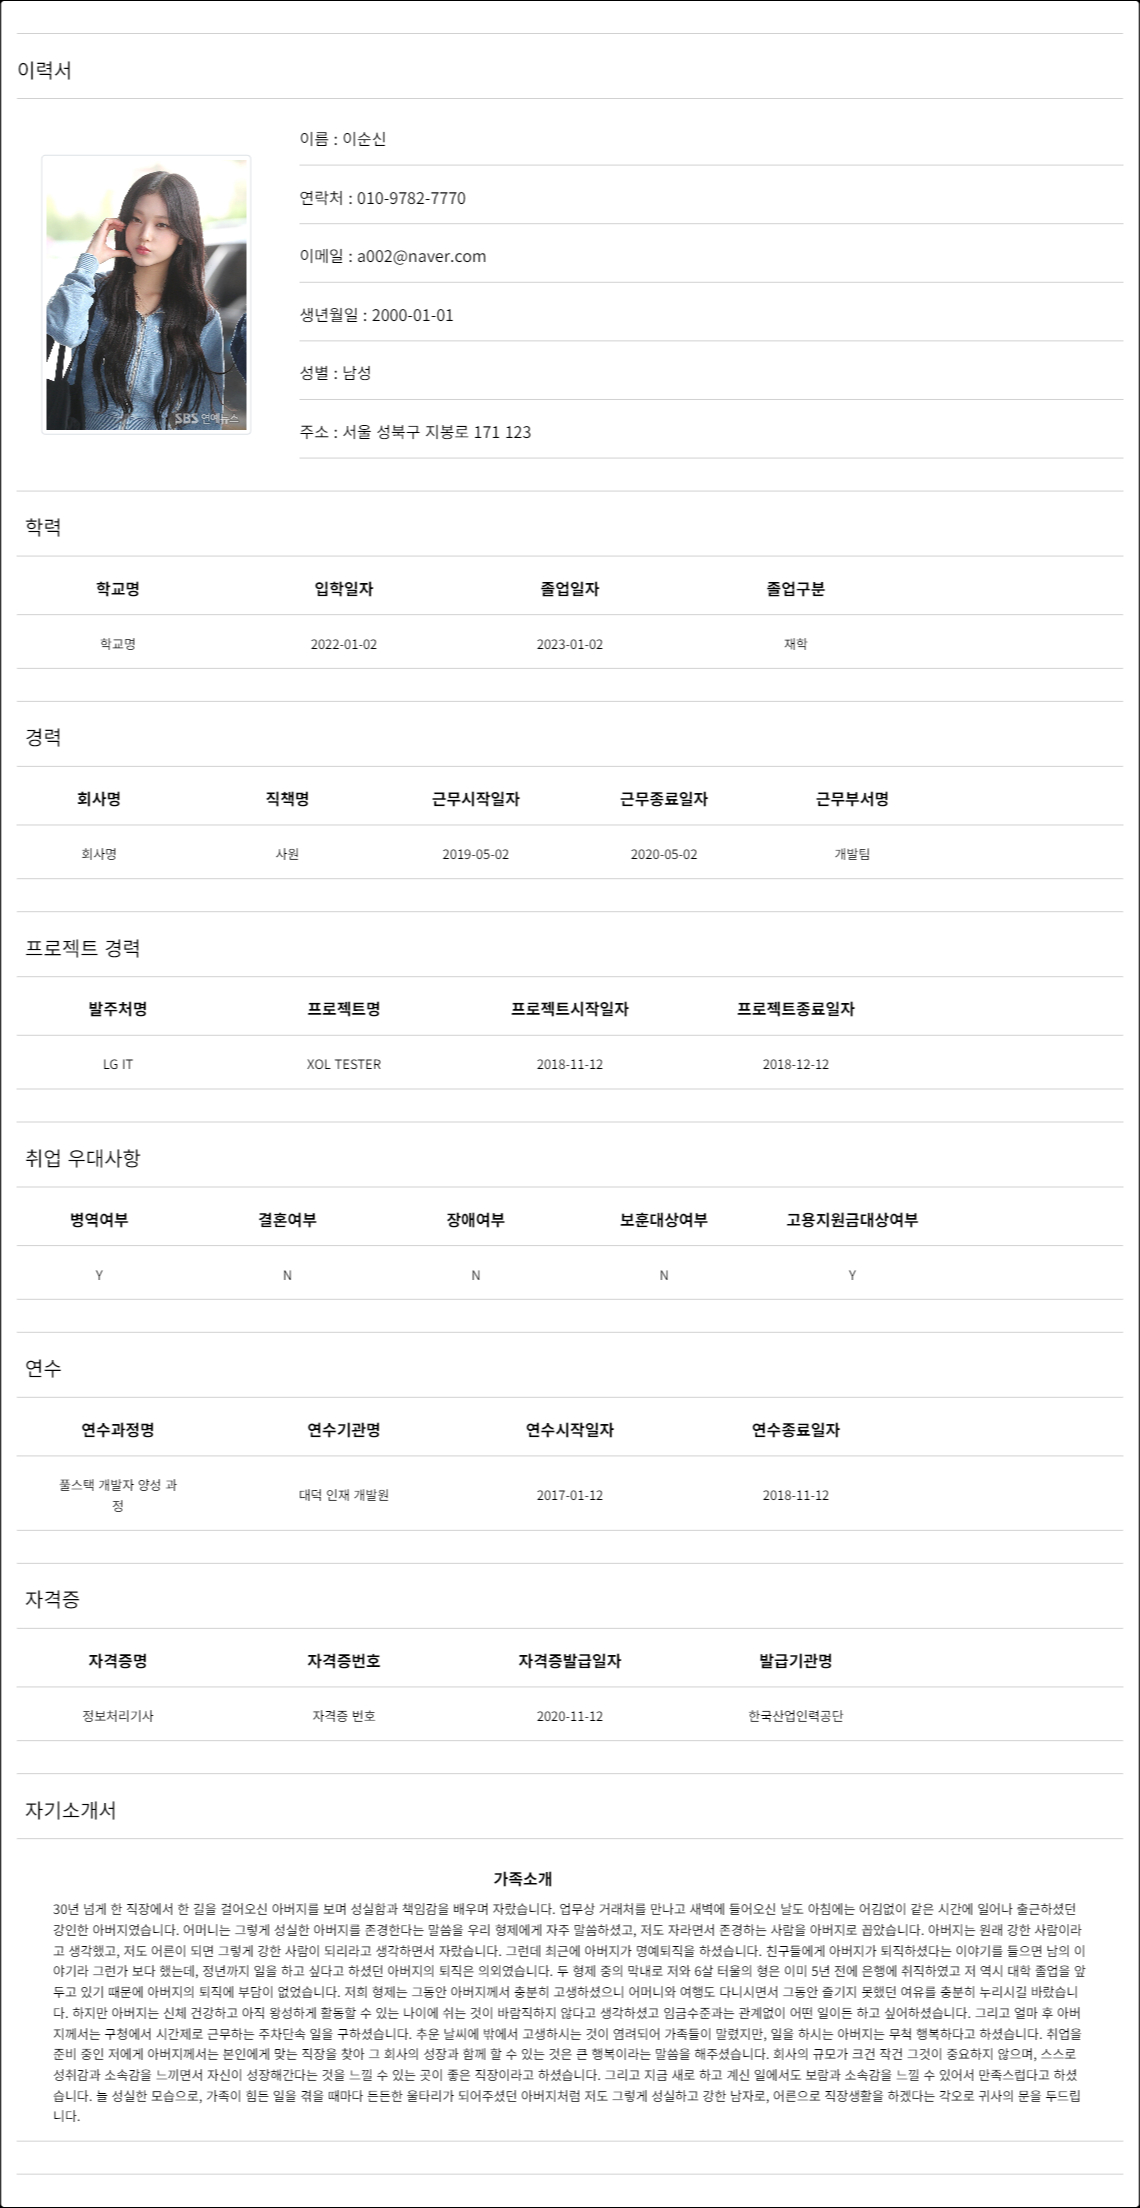 이력서
이름 : 이순신
연락처 : 010-9782-7770
이메일 : a002@naver.com
생년월일 : 2000-01-01
성별 : 남성
주소 : 서울 성북구 지봉로 171 123
SBS 연예뉴스
학력
학교명 입학일자 졸업일자 졸업구분
학교명 2022-01-02 2023-01-02 재학
경력
회사명 직책명 근무시작일자 근무종료일자 근무부서명
회사명 사원 2019-05-02 2020-05-02 개발팀
프로젝트 경력
발주처명 프로젝트명 프로젝트시작일자 프로젝트종료일자
LG IT XOL TESTER 2018-11-12 2018-12-12
취업 우대사항
병역여부 결혼여부 장애여부 보훈대상여부 고용지원금대상여부
Y N N N Y
연수
연수과정명 연수기관명 연수시작일자 연수종료일자
풀스택 개발자 양성 과
정
대덕 인재 개발원 2017-01-12 2018-11-12
자격증
자격증명 자격증번호 자격증발급일자 발급기관명
정보처리기사 자격증 번호 2020-11-12 한국산업인력공단
자기소개서
가족소개
30년 넘게 한 직장에서 한 길을 걸어오신 아버지를 보며 성실함과 책임감을 배우며 자랐습니다. 업무상 거래처를 만나고 새벽에 들어오신 날도 아침에는 어김없이 같은 시간에 일어나 출근하셨던
강인한 아버지였습니다. 어머니는 그렇게 성실한 아버지를 존경한다는 말씀을 우리 형제에게 자주 말씀하셨고, 저도 자라면서 존경하는 사람을 아버지로 꼽았습니다. 아버지는 원래 강한 사람이라
고 생각했고, 저도 어른이 되면 그렇게 강한 사람이 되리라고 생각하면서 자랐습니다. 그런데 최근에 아버지가 명예퇴직을 하셨습니다. 친구들에게 아버지가 퇴직하셨다는 이야기를 들으면 남의 이
야기라 그런가 보다 했는데, 정년까지 일을 하고 싶다고 하셨던 아버지의 퇴직은 의외였습니다. 두 형제 중의 막내로 저와 6살 터울의 형은 이미 5년 전에 은행에 취직하였고 저 역시 대학 졸업을 앞
두고 있기 때문에 아버지의 퇴직에 부담이 없었습니다. 저희 형제는 그동안 아버지께서 충분히 고생하셨으니 어머니와 여행도 다니시면서 그동안 즐기지 못했던 여유를 충분히 누리시길 바랐습니
다. 하지만 아버지는 신체 건강하고 아직 왕성하게 활동할 수 있는 나이에 쉬는 것이 바람직하지 않다고 생각하셨고 임금수준과는 관계없이 어떤 일이든 하고 싶어하셨습니다. 그리고 얼마 후 아버
지께서는 구청에서 시간제로 근무하는 주차단속 일을 구하셨습니다. 추운 날씨에 밖에서 고생하시는 것이 염려되어 가족들이 말렸지만, 일을 하시는 아버지는 무척 행복하다고 하셨습니다. 취업을
준비 중인 저에게 아버지께서는 본인에게 맞는 직장을 찾아 그 회사의 성장과 함께 할 수 있는 것은 큰 행복이라는 말씀을 해주셨습니다. 회사의 규모가 크건 작건 그것이 중요하지 않으며, 스스로
성취감과 소속감을 느끼면서 자신이 성장해간다는 것을 느낄 수 있는 곳이 좋은 직장이라고 하셨습니다. 그리고 지금 새로 하고 계신 일에서도 보람과 소속감을 느낄 수 있어서 만족스럽다고 하셨
습니다. 늘 성실한 모습으로, 가족이 힘든 일을 겪을 때마다 든든한 울타리가 되어주셨던 아버지처럼 저도 그렇게 성실하고 강한 남자로, 어른으로 직장생활을 하겠다는 각오로 귀사의 문을 두드립
니다.